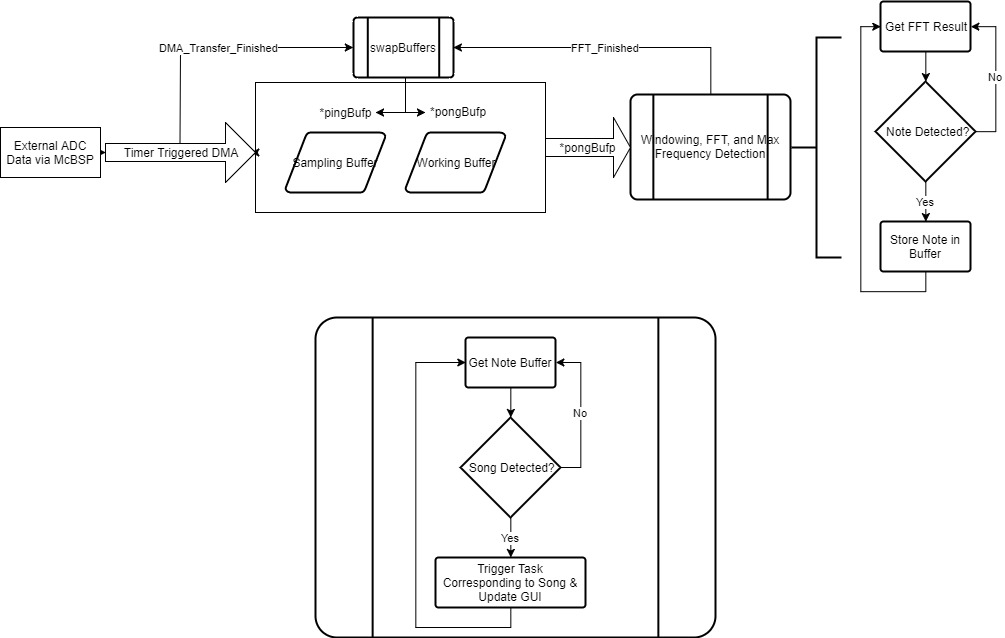 Get FFT Result
DMA_Transfer_Finished
swapBuffers
FFT_Finished
No
*pingBufp
*pongBufp
External ADC
Data via McBSP
Timer Triggered DMA
Sampling Buffer
Working Buffer
*pongBufp
Windowing, FFT, and Max
Frequency Detection
Note Detected?
Yes
Store Note in
Buffer
Get Note Buffer
No
Song Detected?
Yes
Trigger Task
Corresponding to Song &
Update GUI